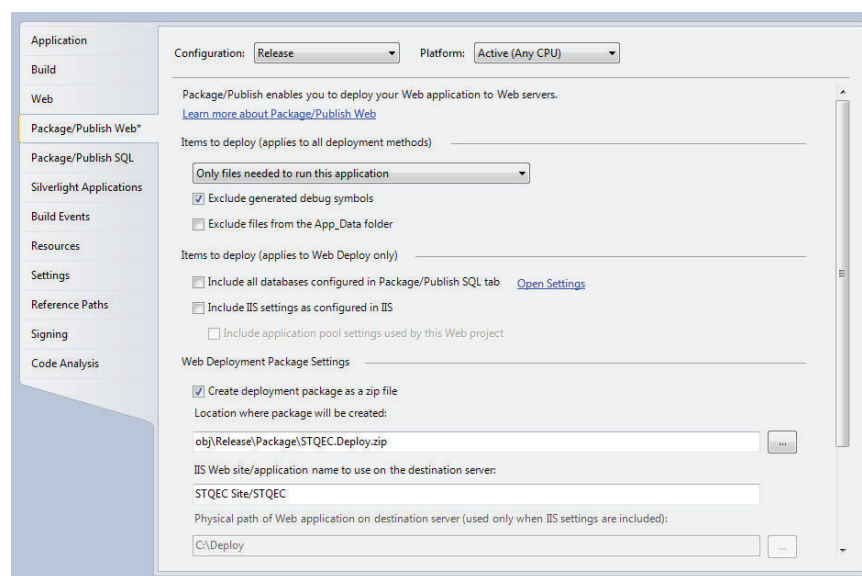 Application
Build
Web
Package/Publish Web*
Package/Publish SQL
Silverlight Applications
Build Events
Resources
Settings
Reference Paths
Signing
Code Analysis
Configuration: Release Platform: Active (Any CPU)
Package/Publish enables you to deploy your Web application to Web servers.
Learn more about Package/Publish Web
Items to deploy (applies to all deployment methods)
Only files needed to run this application
Exclude generated debug symbols
Exclude files from the App_Data folder
Items to deploy (applies to Web Deploy only)
Include all databases configured in Package/Publish SQL tab Open Settings
Include IIS settings as configured in IIS
Include application pool settings used by this Web project
Web Deployment Package Settings
Create deployment package as a zip file
Location where package will be created:
obj\Release\Package\STQEC.Deploy.zip
...
IIS Web site/application name to use on the destination server:
STQEC Site/STQEC
Physical path of Web application on destination server (used only when IIS settings are included):
C:\Deploy
...